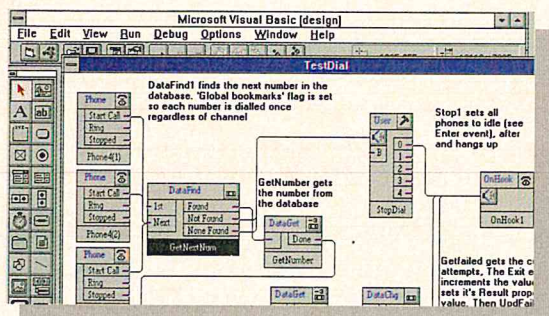 Microsoft Visual Basic [design]
File Edit View Run Debug Options Window Help
TestDial
DataFind1 finds the next number in the
database. 'Global bookmarks' flag is set
so each number is dialled once
regardless of channel
Phone
Start Call
Ring
Stopped
Phone4(1)
Phone
Start Call
Ring
Stopped
Phone4(2)
Phone
Start Call
Ring
Stopped
DataFind
1st
Next
Found
Not Found
None Found
GetNextNum
GetNumber gets
the number from
the database
DataGet
Done
GetNumber
User
B
0
1
2
3
4
StopDial
Stop1 sets all
phones to idle (see
Enter event), after
and hangs up
OnHook
OnHook1
Getfailed gets the c
attempts, The Exit e
increments the valu
sets it's Result prop
value. Then UpdFail
DataGet
DataChg
A
ab